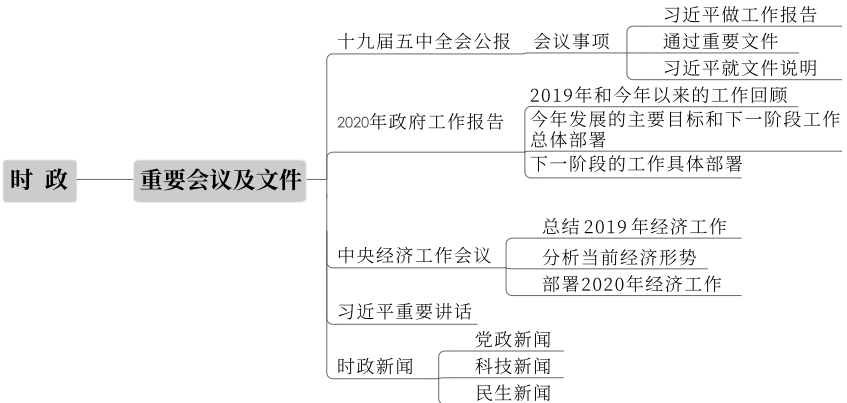 时 政
重要会议及文件
十九届五中全会公报
会议事项
习近平做工作报告
通过重要文件
习近平就文件说明
2020年政府工作报告
2019年和今年以来的工作回顾
今年发展的主要目标和下一阶段工作
总体部署
下一阶段的工作具体部署
中央经济工作会议
总结2019年经济工作
分析当前经济形势
部署2020年经济工作
习近平重要讲话
时政新闻
党政新闻
科技新闻
民生新闻